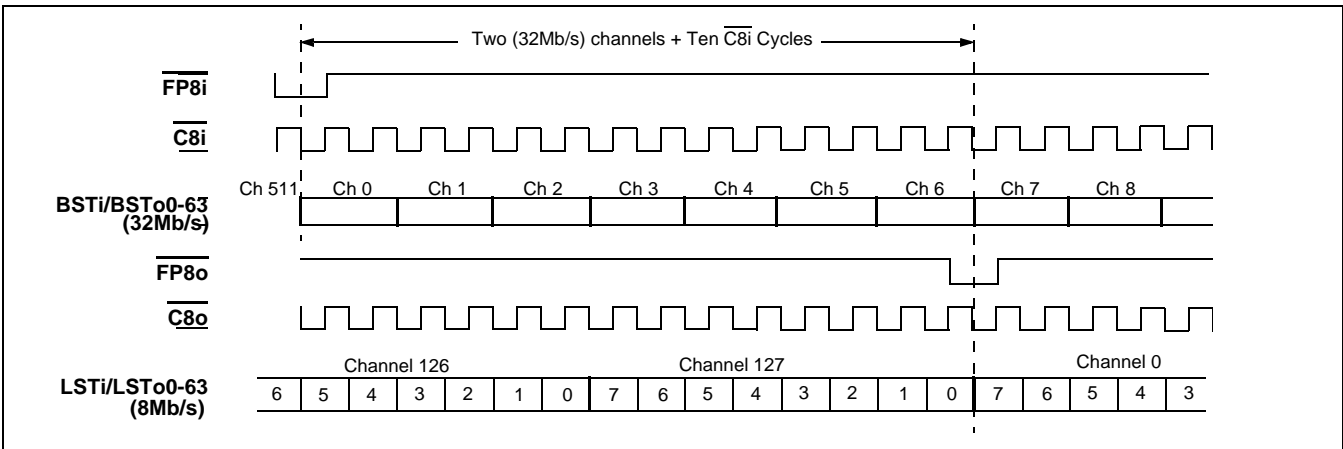 Two (32Mb/s) channels + Ten C8i Cycles
FP8i
C8i
Ch 511 Ch 0 Ch 1 Ch 2 Ch 3 Ch 4 Ch 5 Ch 6 Ch 7 Ch 8
BSTi/BSTo0-63
(32Mb/s)
FP8o
C8o
Channel 126 Channel 127 Channel 0
LSTi/LSTo0-63
(8Mb/s)
6 5 4 3 2 1 0 7 6 5 4 3 2 1 0 7 6 5 4 3